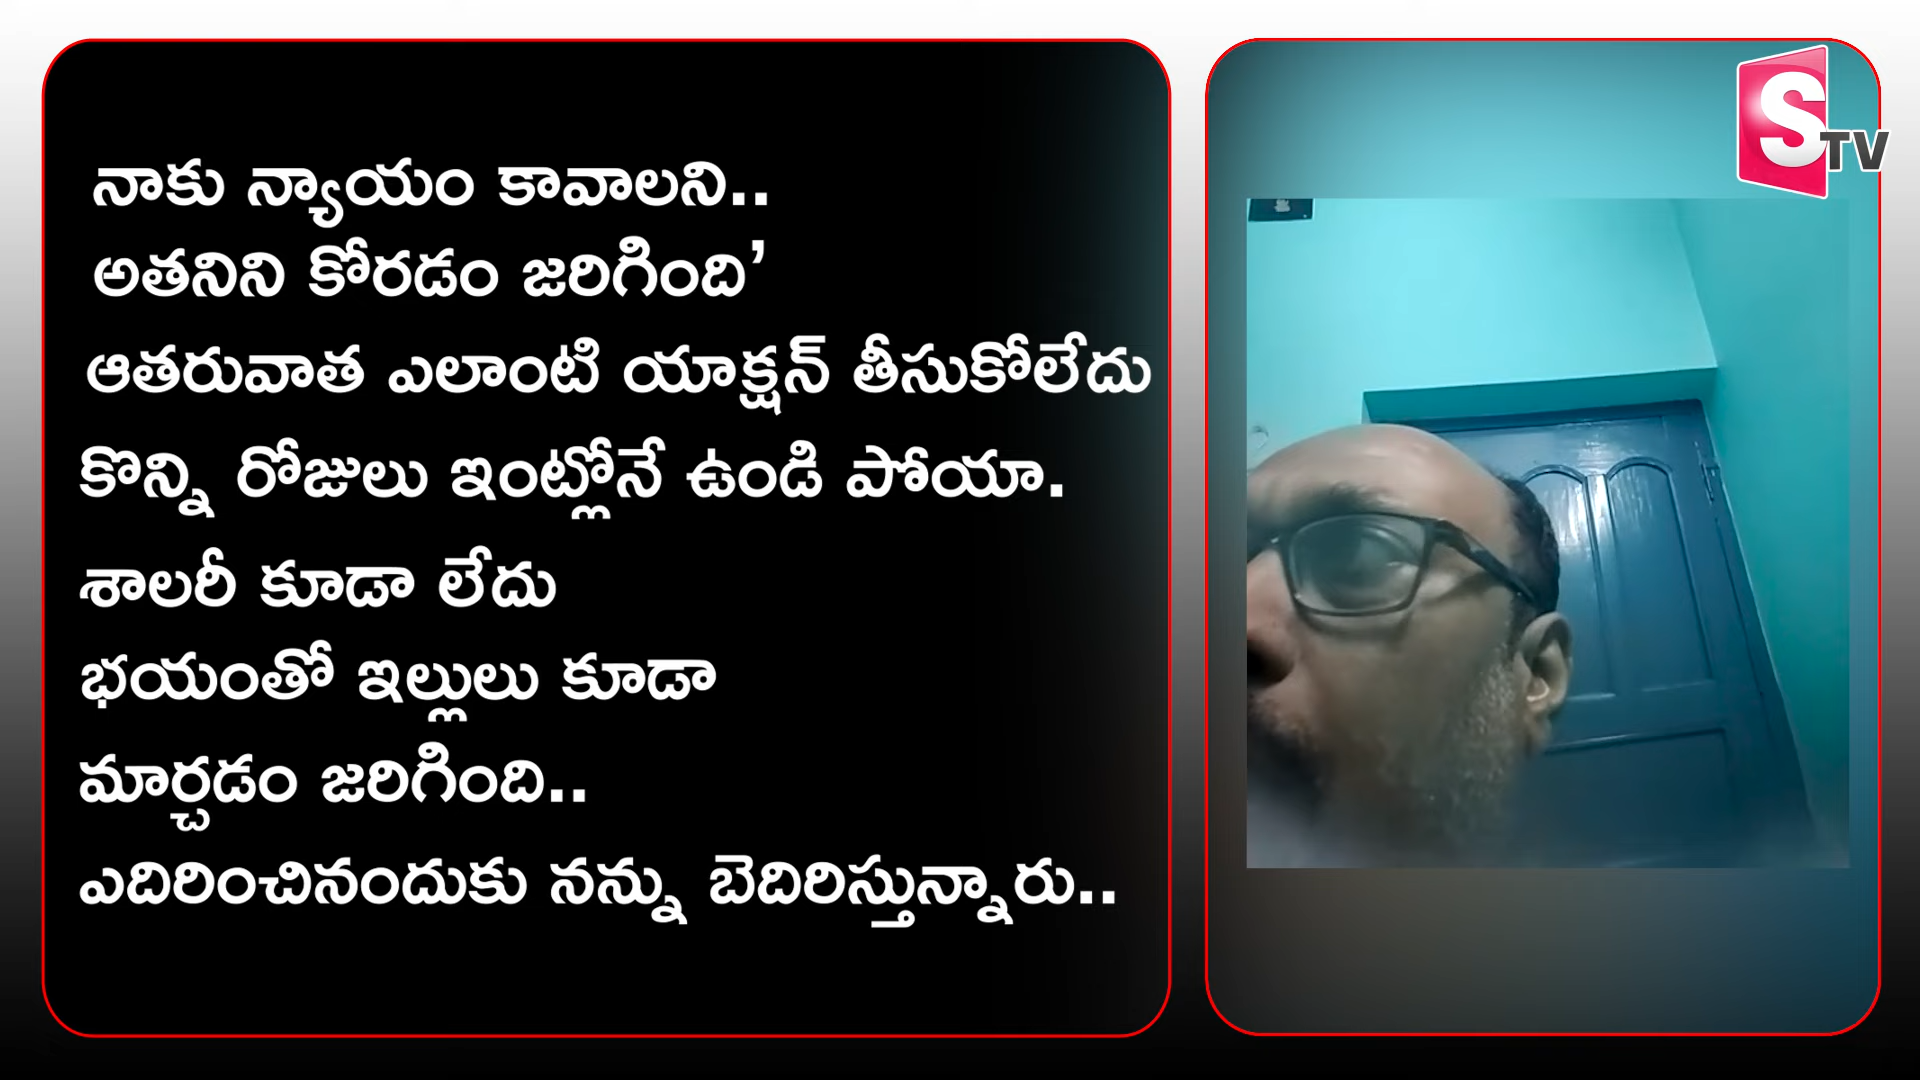 నాకు న్యాయం కావాలని..
అతనిని కోరడం జరిగింది’
ఆతరువాత ఎలాంటి యాక్షన్ తీసుకోలేదు
కొన్ని రోజులు ఇంట్లోనే ఉండి పోయా.
శాలరీ కూడా లేదు
భయంతో ఇల్లులు కూడా
మార్చడం జరిగింది..
ఎదిరించినందుకు నన్ను బెదిరిస్తున్నారు..
STV